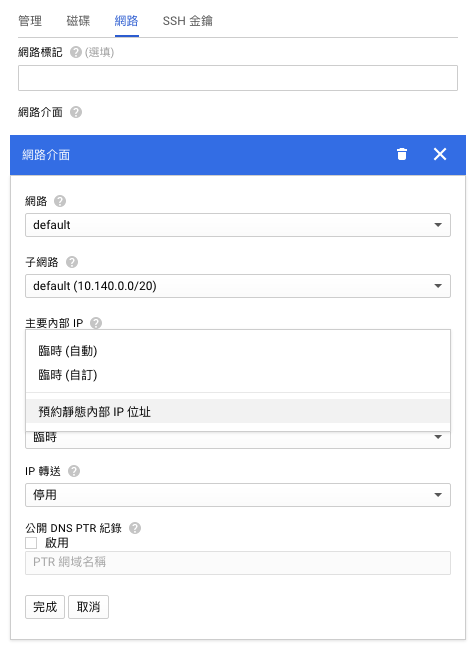 管理 磁碟 網路 SSH 金鑰
網路標記 (選填)
網路介面
網路介面
網路
default
子網路
default (10.140.0.0/20)
主要內部 IP
臨時 (自動)
臨時 (自訂)
預約靜態內部 IP 位址
臨時
IP 轉送
停用
公開 DNS PTR 紀錄
啟用
PTR 網域名稱
完成 取消